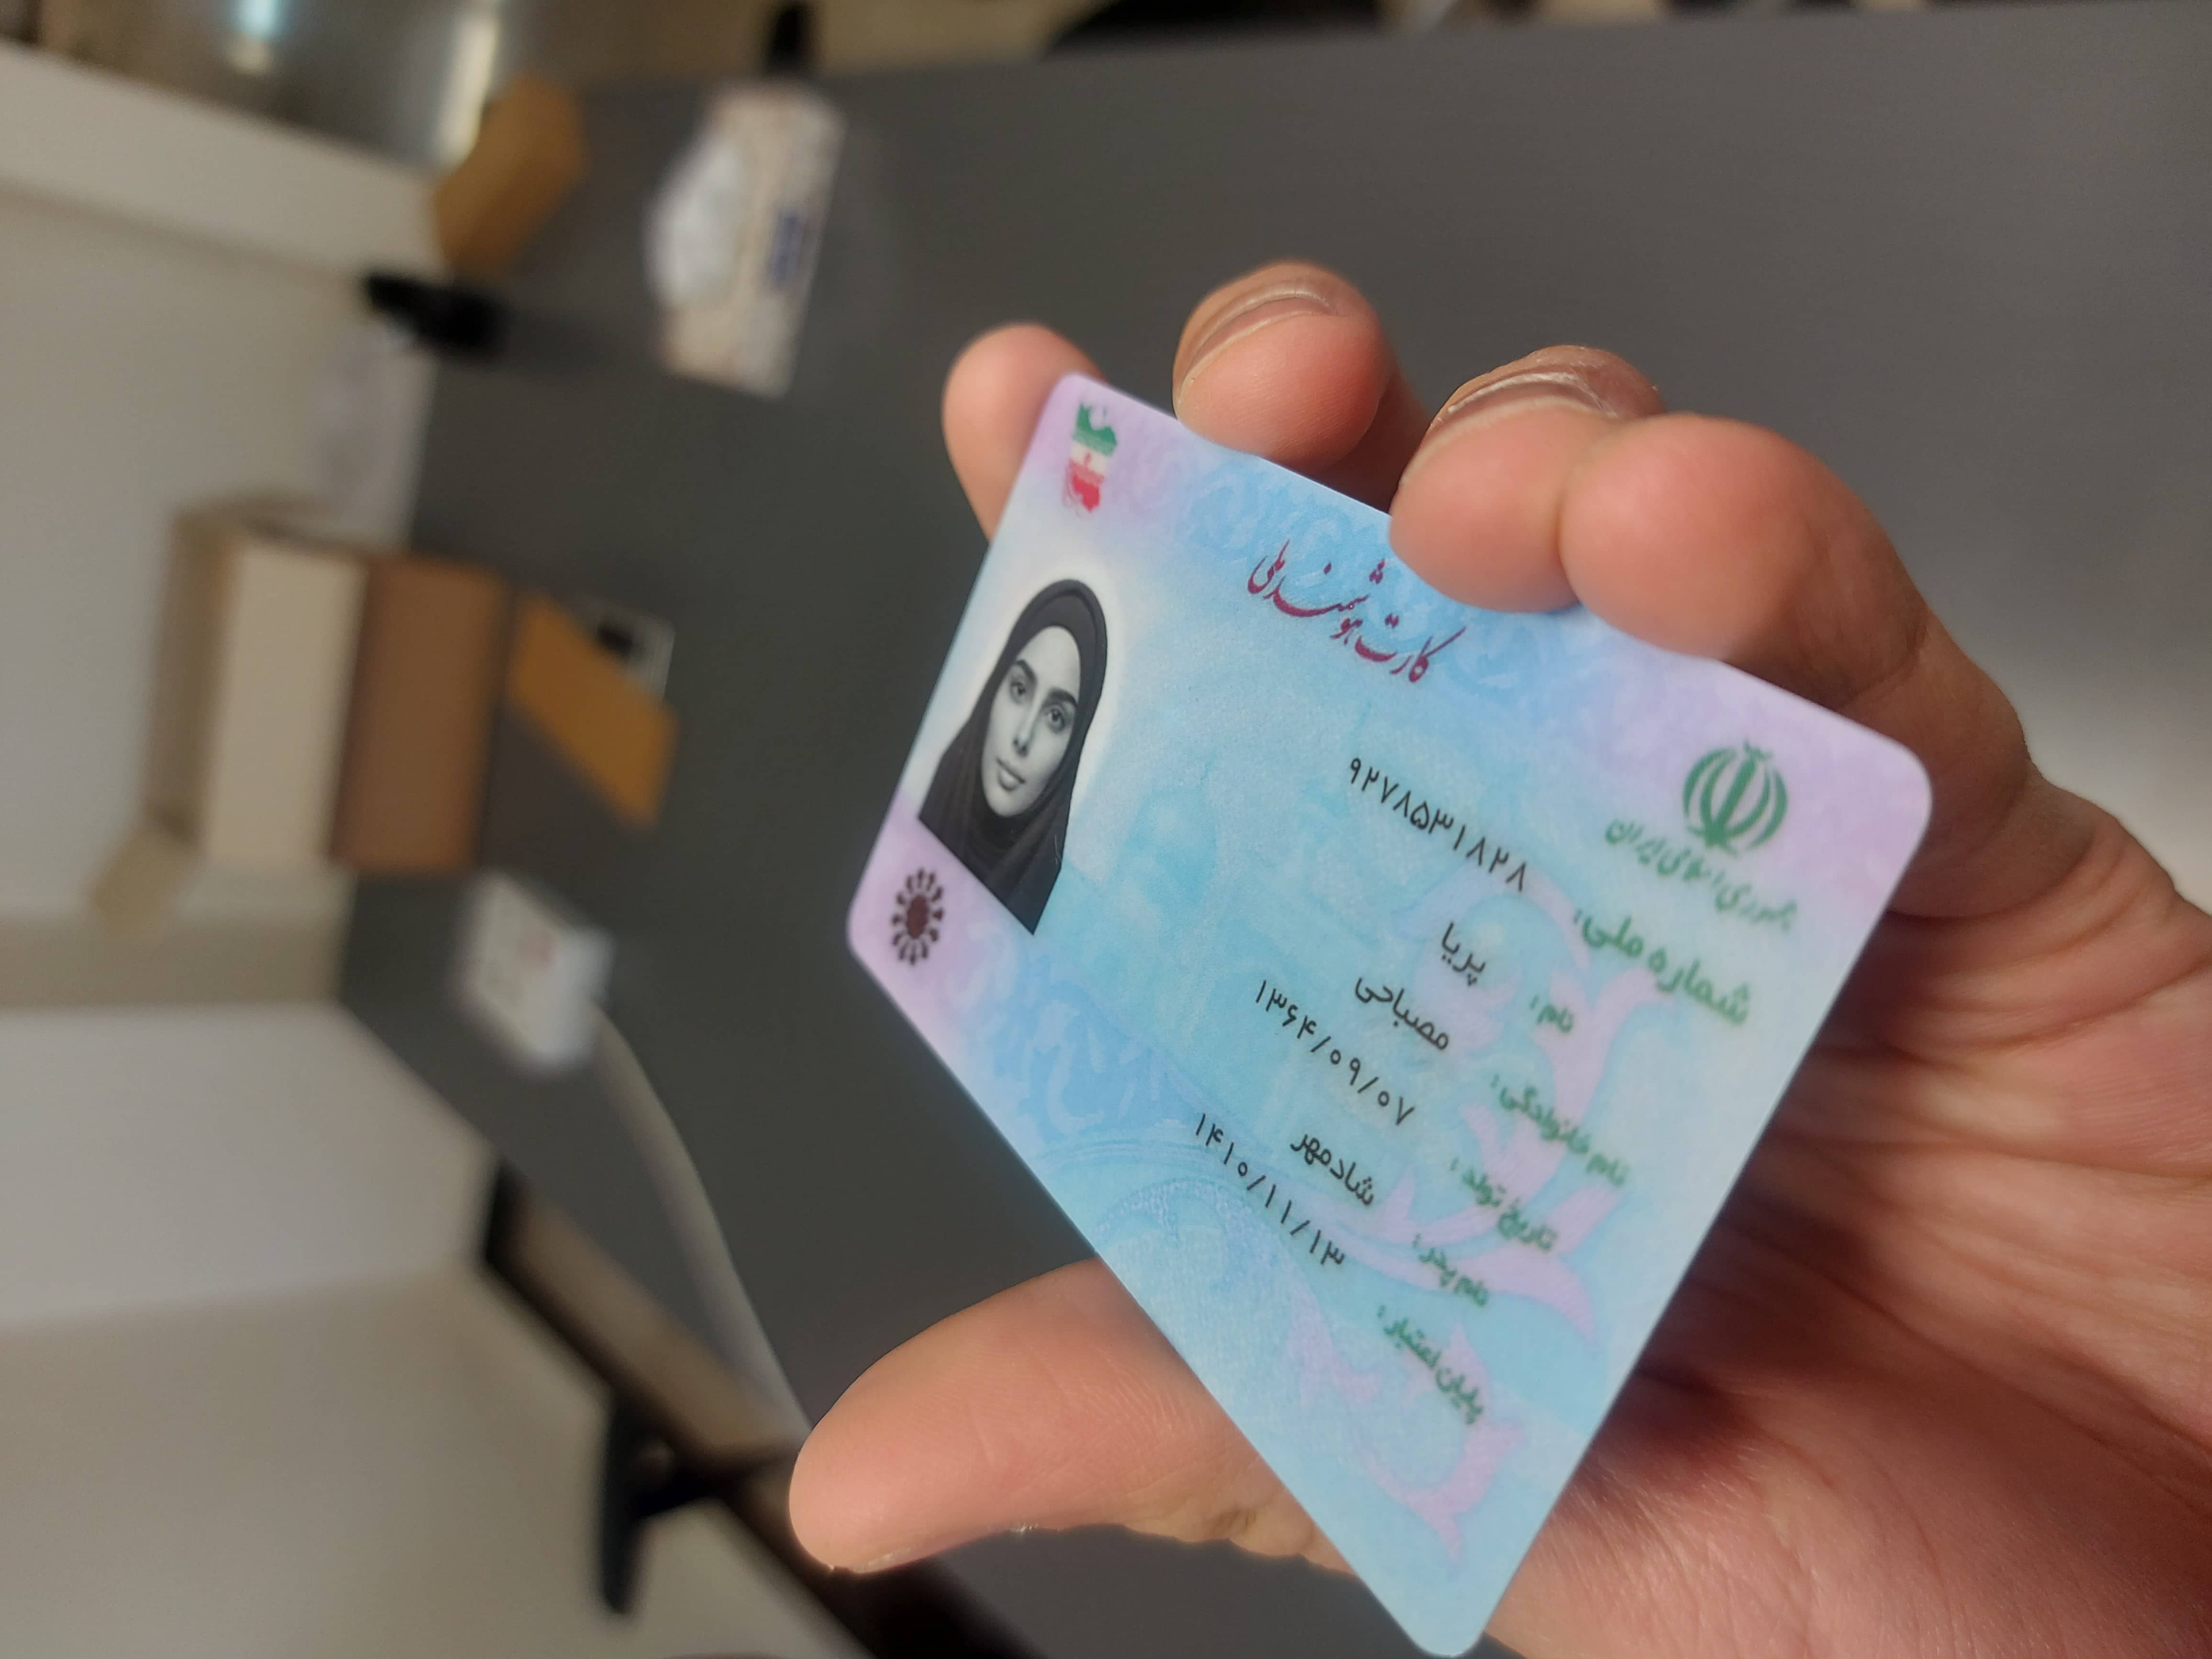 جمهوری اسلامی ایران
کارت هوشمند ملی
شماره ملی: ۹۲۷۸۵۳۱۸۲۸
نام: پریا
نام خانوادگی: مصباحی
تاریخ تولد: ۱۳۶۴/۰۹/۰۷
نام پدر: شادمهر
پایان اعتبار: ۱۴۱۰/۱۱/۱۳